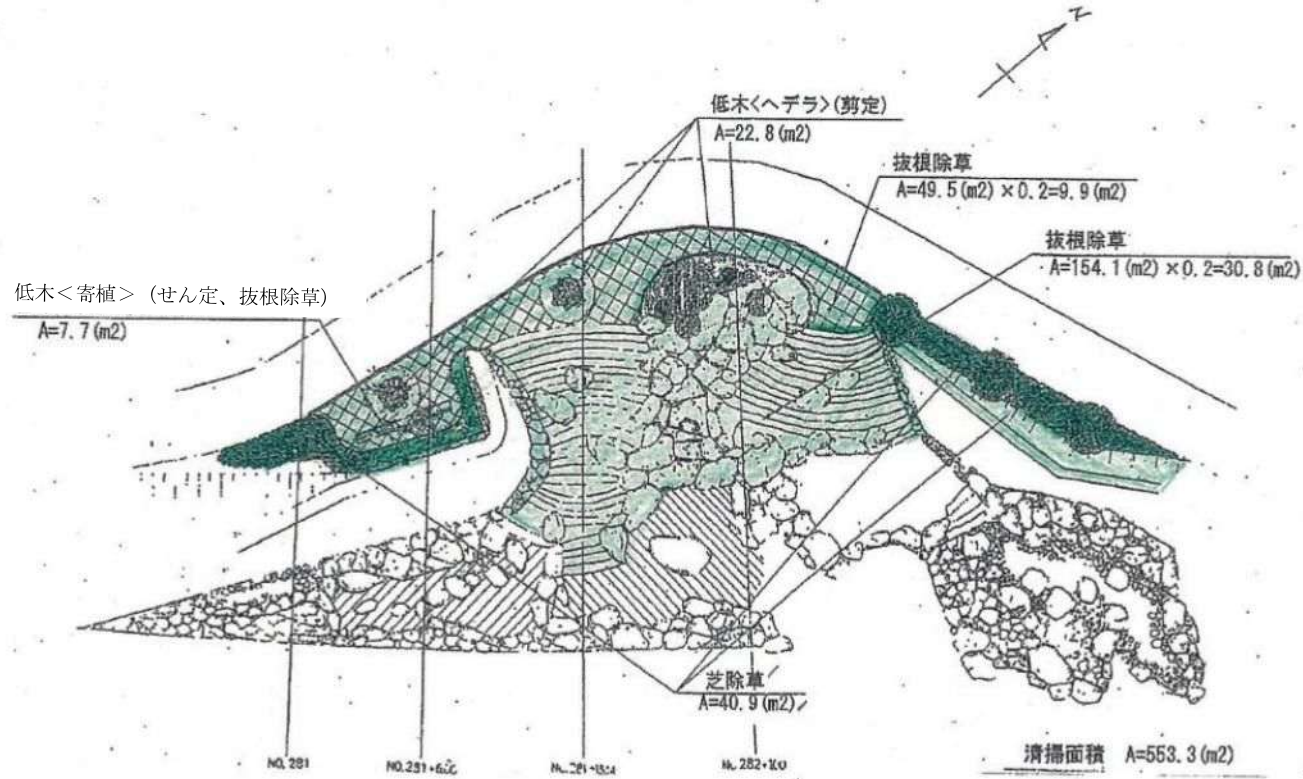 Z
低木<ヘデラ>(剪定)
A=22.8(m2)
抜根除草
A=49.5(m2)×0.2=9.9(m2)
抜根除草
A=154.1(m2)×0.2=30.8(m2)
低木<寄植>(せん定、抜根除草)
A=7.7(m2)
芝除草
A=40.9(m2)
清掃面積 A=553.3(m2)
NO.281